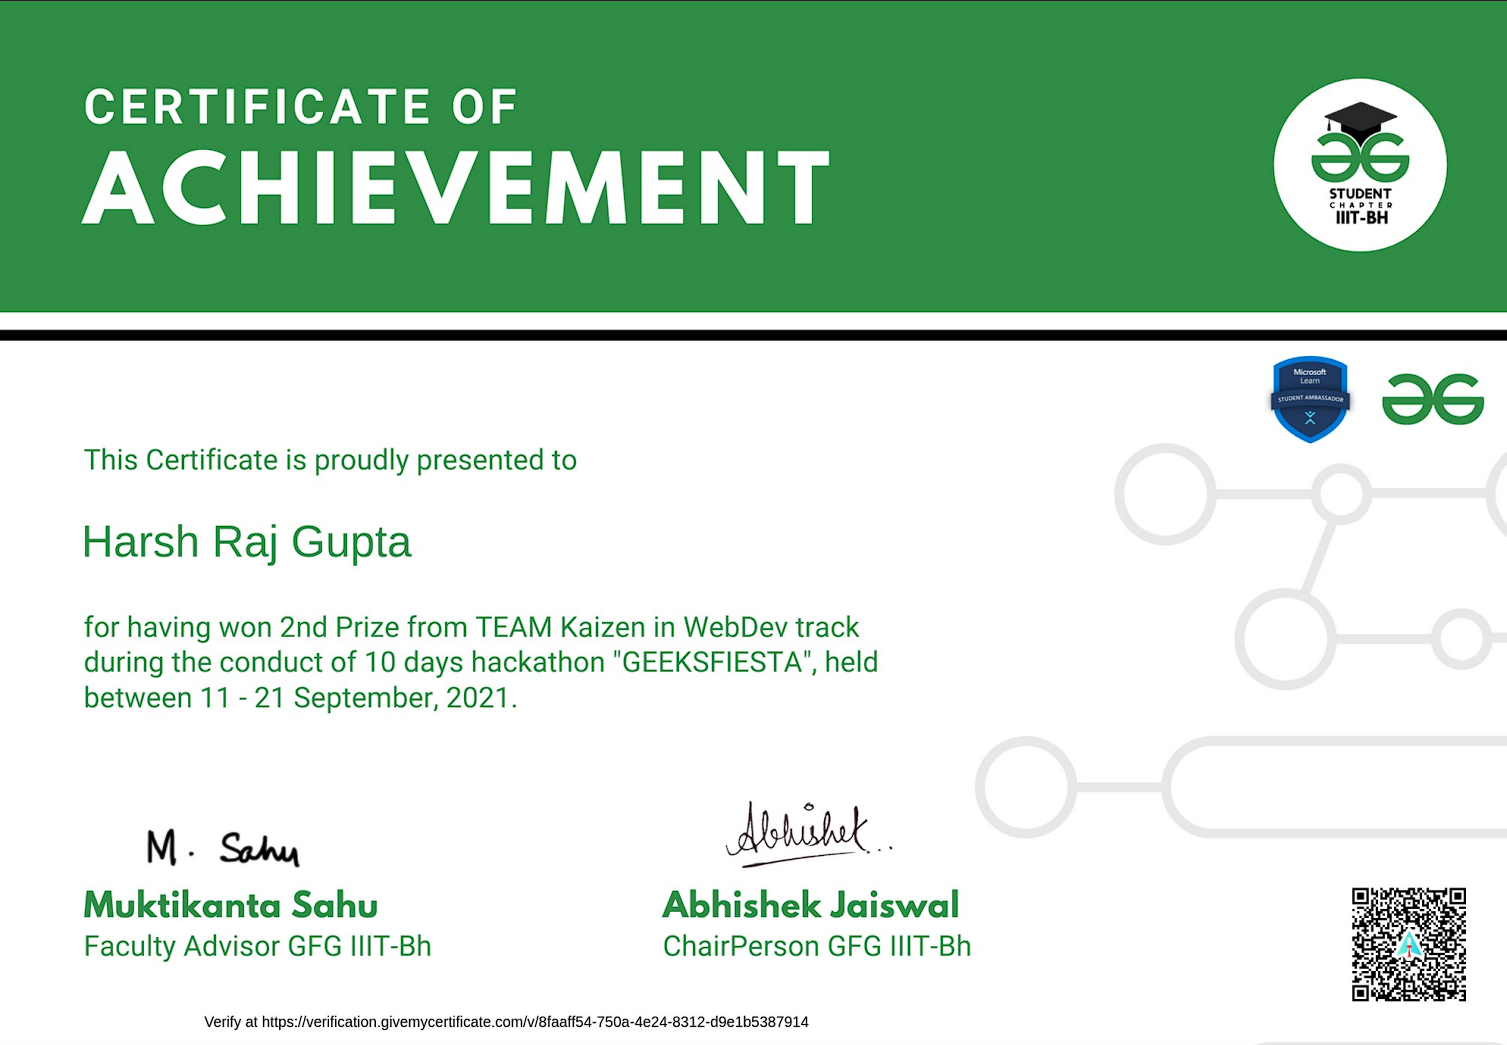 CERTIFICATE OF
ACHIEVEMENT
STUDENT
CHAPTER
IIIT-BH
Microsoft
Learn
STUDENT AMBASSADOR
This Certificate is proudly presented to
Harsh Raj Gupta
for having won 2nd Prize from TEAM Kaizen in WebDev track
during the conduct of 10 days hackathon "GEEKSFIESTA", held
between 11 - 21 September, 2021.
M. Sahu
Abhishek...
Muktikanta Sahu
Abhishek Jaiswal
Faculty Advisor GFG IIIT-Bh
ChairPerson GFG IIIT-Bh
Verify at https://verification.givemycertificate.com/v/8faaff54-750a-4e24-8312-d9e1b5387914